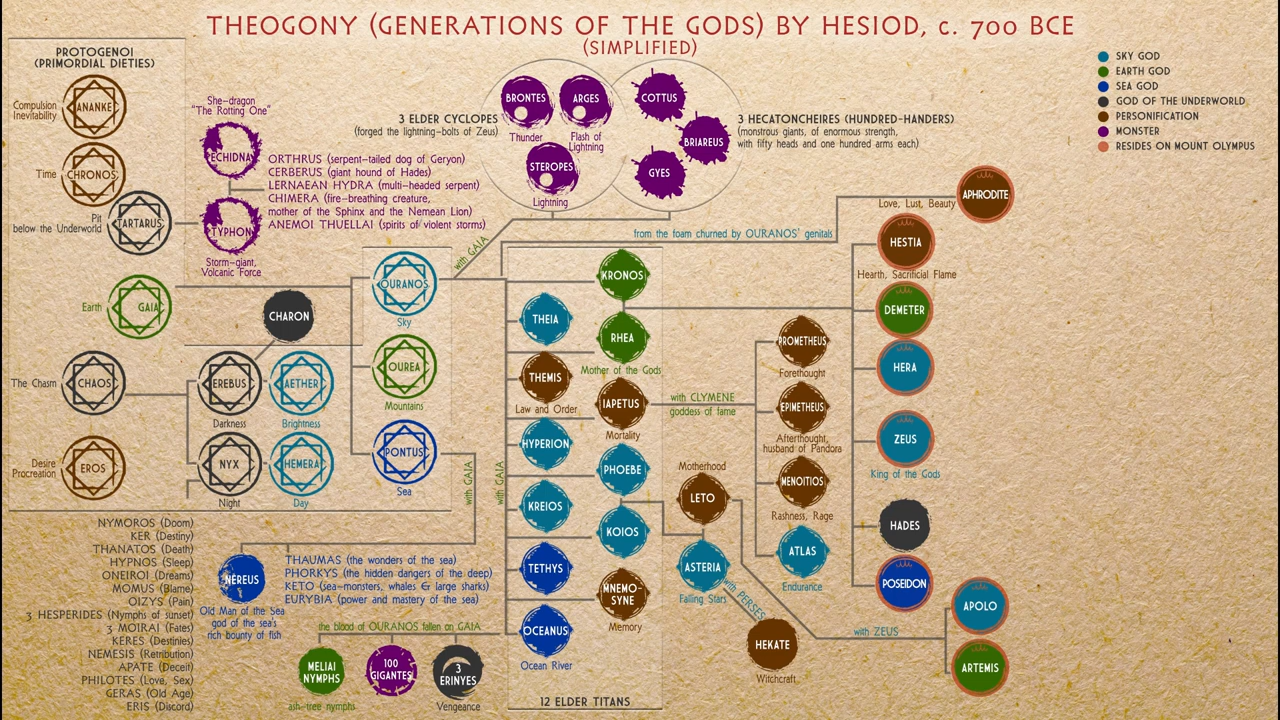 THEOGONY (GENERATIONS OF THE GODS) BY HESIOD, c. 700 BCE
(SIMPLIFIED)
PROTOGENOI
(PRIMORDIAL DIETIES)
Compulsion
Inevitability
ANANKE
Time
CHRONOS
Pit
below the Underworld
TARTARUS
Earth
GAIA
The Chasm
CHAOS
Desire
Procreation
EROS
EREBUS
Darkness
AETHER
Brightness
NYX
Night
HEMERA
Day
CHARON
OURANOS
Sky
OUREA
Mountains
PONTUS
Sea
She-dragon
"The Rotting One"
ECHIDNA
TYPHON
Storm-giant,
Volcanic Force
ORTHRUS (serpent-tailed dog of Geryon)
CERBERUS (giant hound of Hades)
LERNAEAN HYDRA (multi-headed serpent)
CHIMERA (fire-breathing creature,
mother of the Sphinx and the Nemean Lion)
ANEMOI THUELLAI (spirits of violent storms)
3 ELDER CYCLOPES
(forged the lightning-bolts of Zeus)
BRONTES
Thunder
ARGES
Flash of
Lightning
STEROPES
Lightning
COTTUS
BRIAREUS
GYES
3 HECATONCHEIRES (HUNDRED-HANDERS)
(monstrous giants, of enormous strength,
with fifty heads and one hundred arms each)
SKY GOD
EARTH GOD
SEA GOD
GOD OF THE UNDERWORLD
PERSONIFICATION
MONSTER
RESIDES ON MOUNT OLYMPUS
with GAIA
from the foam churned by OURANOS' genitals
APHRODITE
Love, Lust, Beauty
HESTIA
Hearth, Sacrificial Flame
DEMETER
HERA
ZEUS
King of the Gods
HADES
POSEIDON
KRONOS
THEIA
RHEA
Mother of the Gods
THEMIS
Law and Order
IAPETUS
Mortality
HYPERION
PHOEBE
KREIOS
KOIOS
TETHYS
MNEMO-
SYNE
Memory
OCEANUS
Ocean River
12 ELDER TITANS
with CLYMENE
goddess of fame
PROMETHEUS
Forethought
EPIMETHEUS
Afterthought,
husband of Pandora
MENOITIOS
Rashness, Rage
ATLAS
Endurance
Motherhood
LETO
ASTERIA
Falling Stars
with PERSES
HEKATE
Witchcraft
with ZEUS
APOLO
ARTEMIS
with GAIA
with GAIA
NYMOROS (Doom)
KER (Destiny)
THANATOS (Death)
HYPNOS (Sleep)
ONEIROI (Dreams)
MOMUS (Blame)
OIZYS (Pain)
3 HESPERIDES (Nymphs of sunset)
3 MOIRAI (Fates)
KERES (Destinies)
NEMESIS (Retribution)
APATE (Deceit)
PHILOTES (Love, Sex)
GERAS (Old Age)
ERIS (Discord)
NEREUS
Old Man of the Sea
god of the sea's
rich bounty of fish
THAUMAS (the wonders of the sea)
PHORKYS (the hidden dangers of the deep)
KETO (sea-monsters, whales & large sharks)
EURYBIA (power and mastery of the sea)
the blood of OURANOS fallen on GAIA
MELIAI
NYMPHS
ash-tree nymphs
100
GIGANTES
3
ERINYES
Vengeance